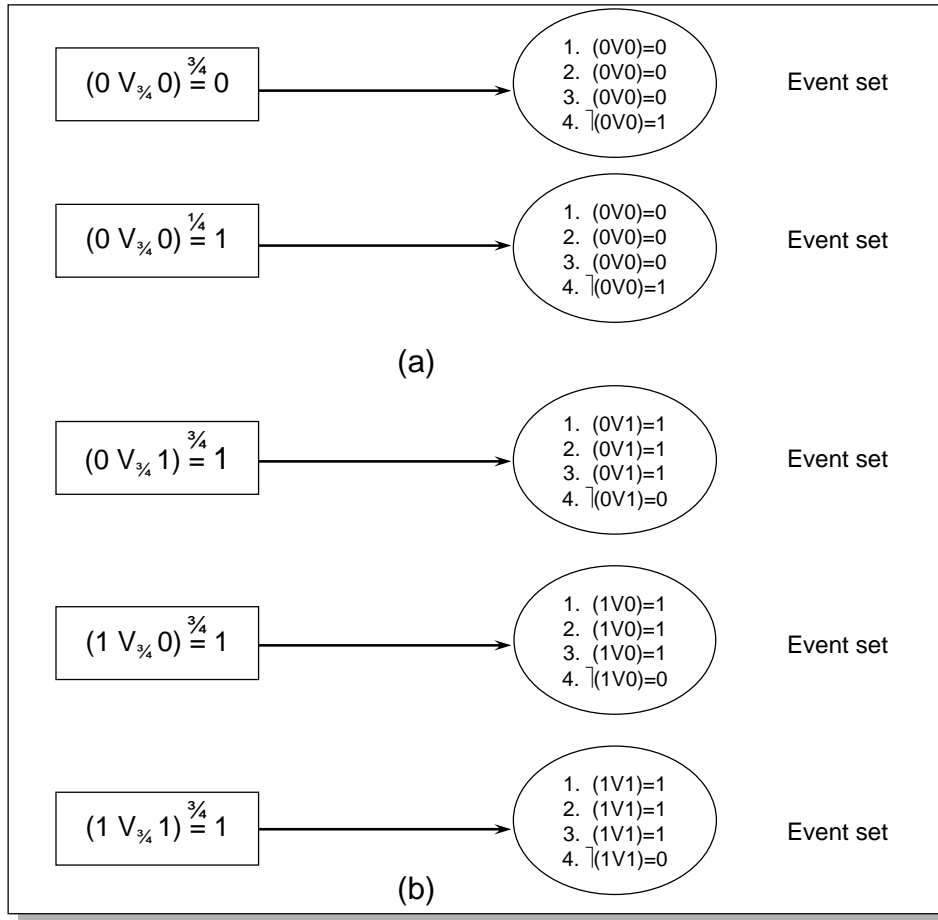 (0 V¾ 0) ¾= 0
1. (0V0)=0
2. (0V0)=0
3. (0V0)=0
4. ⌉(0V0)=1
Event set
(0 V¾ 0) ¼= 1
1. (0V0)=0
2. (0V0)=0
3. (0V0)=0
4. ⌉(0V0)=1
Event set
(a)
(0 V¾ 1) ¾= 1
1. (0V1)=1
2. (0V1)=1
3. (0V1)=1
4. ⌉(0V1)=0
Event set
(1 V¾ 0) ¾= 1
1. (1V0)=1
2. (1V0)=1
3. (1V0)=1
4. ⌉(1V0)=0
Event set
(1 V¾ 1) ¾= 1
1. (1V1)=1
2. (1V1)=1
3. (1V1)=1
4. ⌉(1V1)=0
Event set
(b)